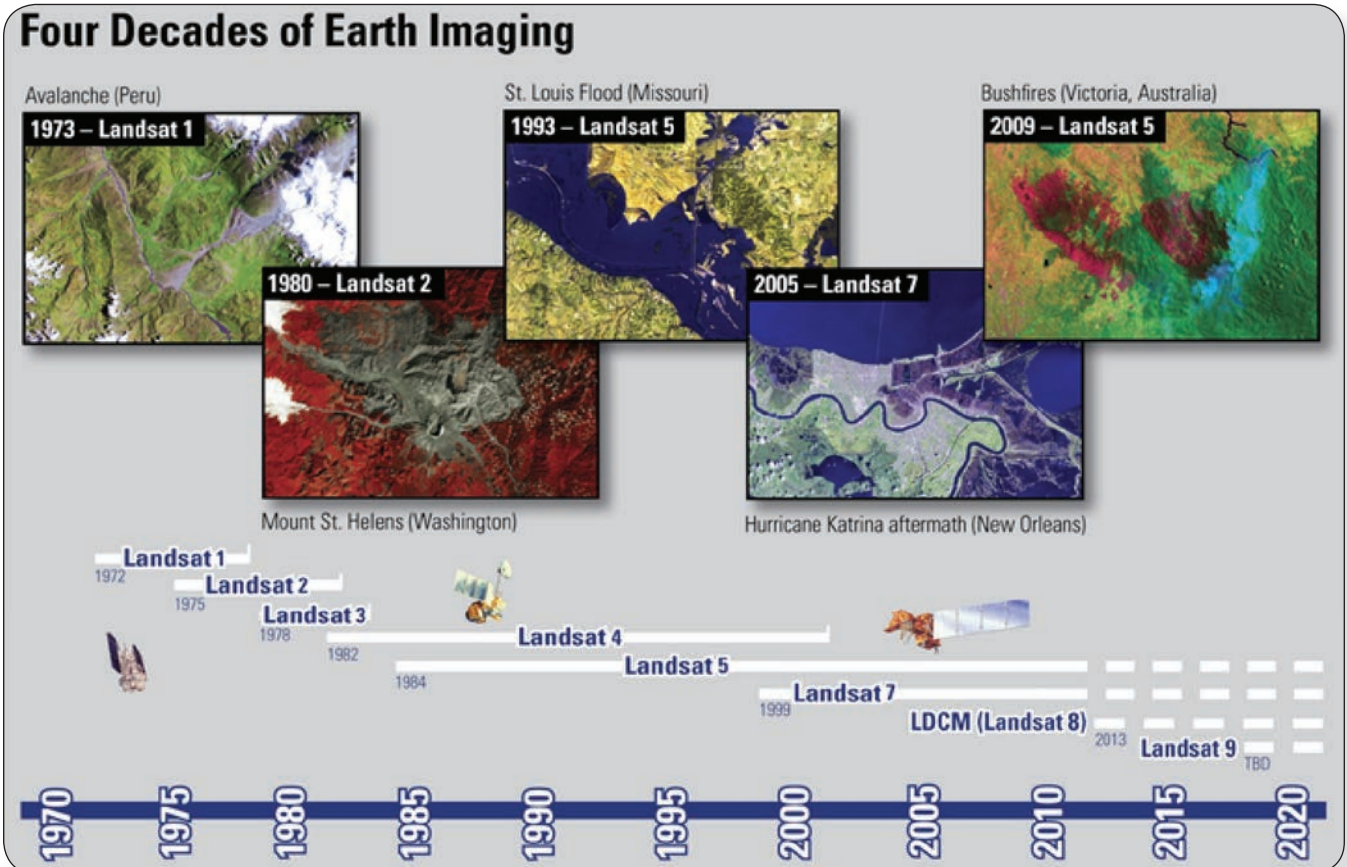 Four Decades of Earth Imaging
Avalanche (Peru)
1973 – Landsat 1
St. Louis Flood (Missouri)
1993 – Landsat 5
Bushfires (Victoria, Australia)
2009 – Landsat 5
1980 – Landsat 2
Mount St. Helens (Washington)
2005 – Landsat 7
Hurricane Katrina aftermath (New Orleans)
Landsat 1
1972
Landsat 2
1975
Landsat 3
1978
Landsat 4
1982
Landsat 5
1984
Landsat 7
1999
LDCM (Landsat 8)
2013
Landsat 9
TBD
1970
1975
1980
1985
1990
1995
2000
2005
2010
2015
2020